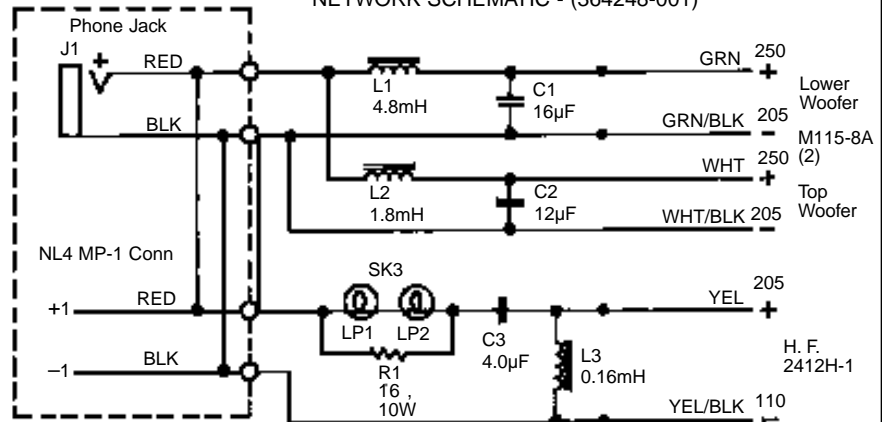 NETWORK SCHEMATIC - (364248-001)
Phone Jack
J1
+
RED
BLK
L1
4.8mH
C1
16µF
GRN 250
+
Lower
Woofer
GRN/BLK 205
–
M115-8A
(2)
WHT 250
+
L2
1.8mH
C2
12µF
Top
Woofer
WHT/BLK 205
–
NL4 MP-1 Conn
SK3
+1 RED
LP1 LP2
R1
16 ,
10W
C3
4.0µF
YEL 205
+
L3
0.16mH
H. F.
2412H-1
–1 BLK
YEL/BLK 110
–